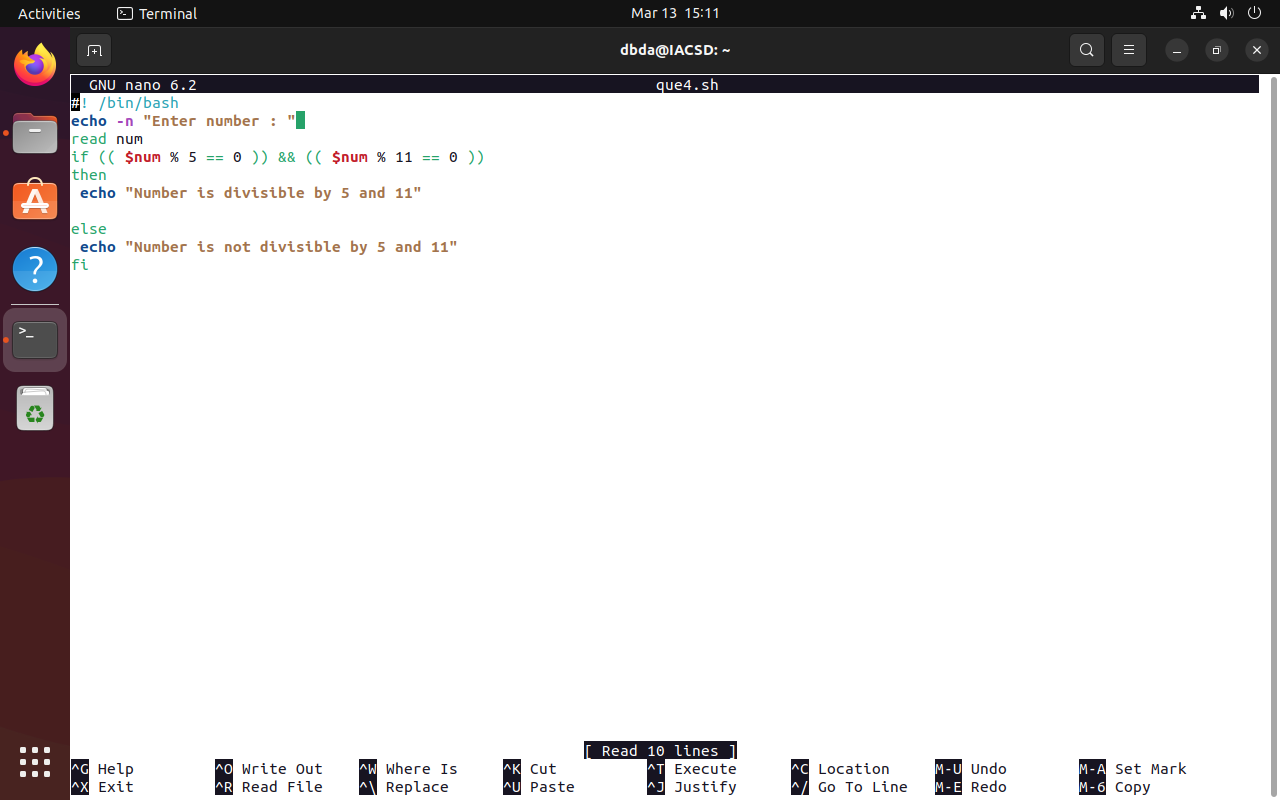 Activities Terminal Mar 13 15:11
dbda@IACSD: ~
GNU nano 6.2 que4.sh
#! /bin/bash
echo -n "Enter number : "
read num
if (( $num % 5 == 0 )) && (( $num % 11 == 0 ))
then
 echo "Number is divisible by 5 and 11"

else
 echo "Number is not divisible by 5 and 11"
fi
[ Read 10 lines ]
^G Help ^O Write Out ^W Where Is ^K Cut ^T Execute ^C Location M-U Undo M-A Set Mark
^X Exit ^R Read File ^\ Replace ^U Paste ^J Justify ^/ Go To Line M-E Redo M-6 Copy